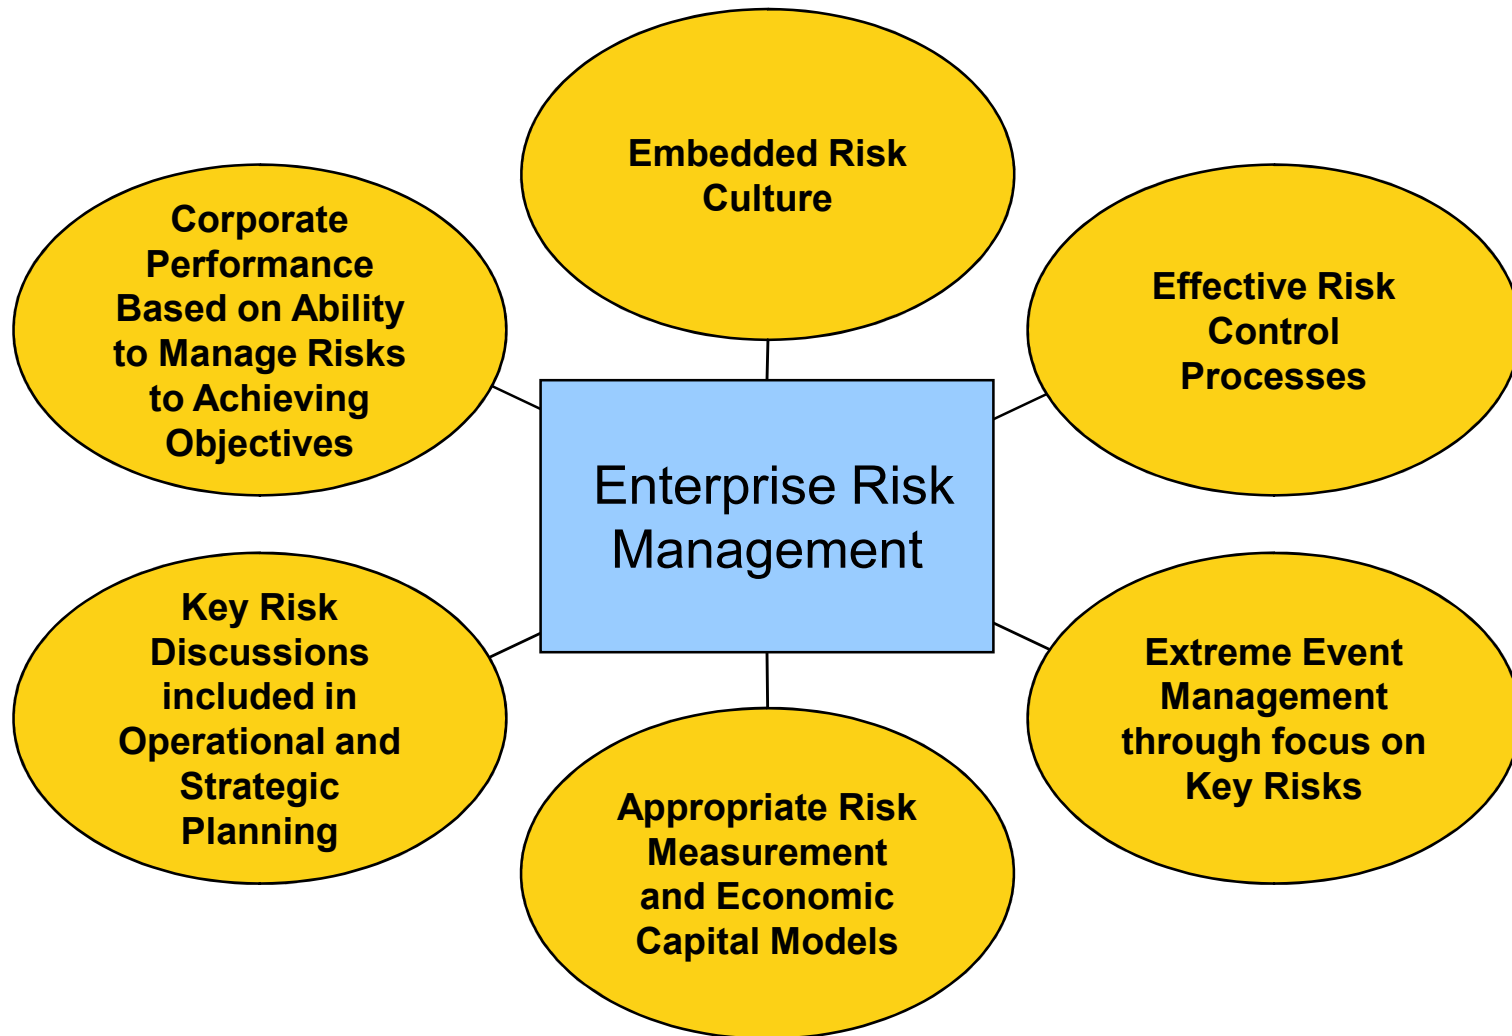 Embedded Risk
Culture
Corporate
Performance
Based on Ability
to Manage Risks
to Achieving
Objectives
Effective Risk
Control
Processes
Enterprise Risk
Management
Key Risk
Discussions
included in
Operational and
Strategic
Planning
Extreme Event
Management
through focus on
Key Risks
Appropriate Risk
Measurement
and Economic
Capital Models